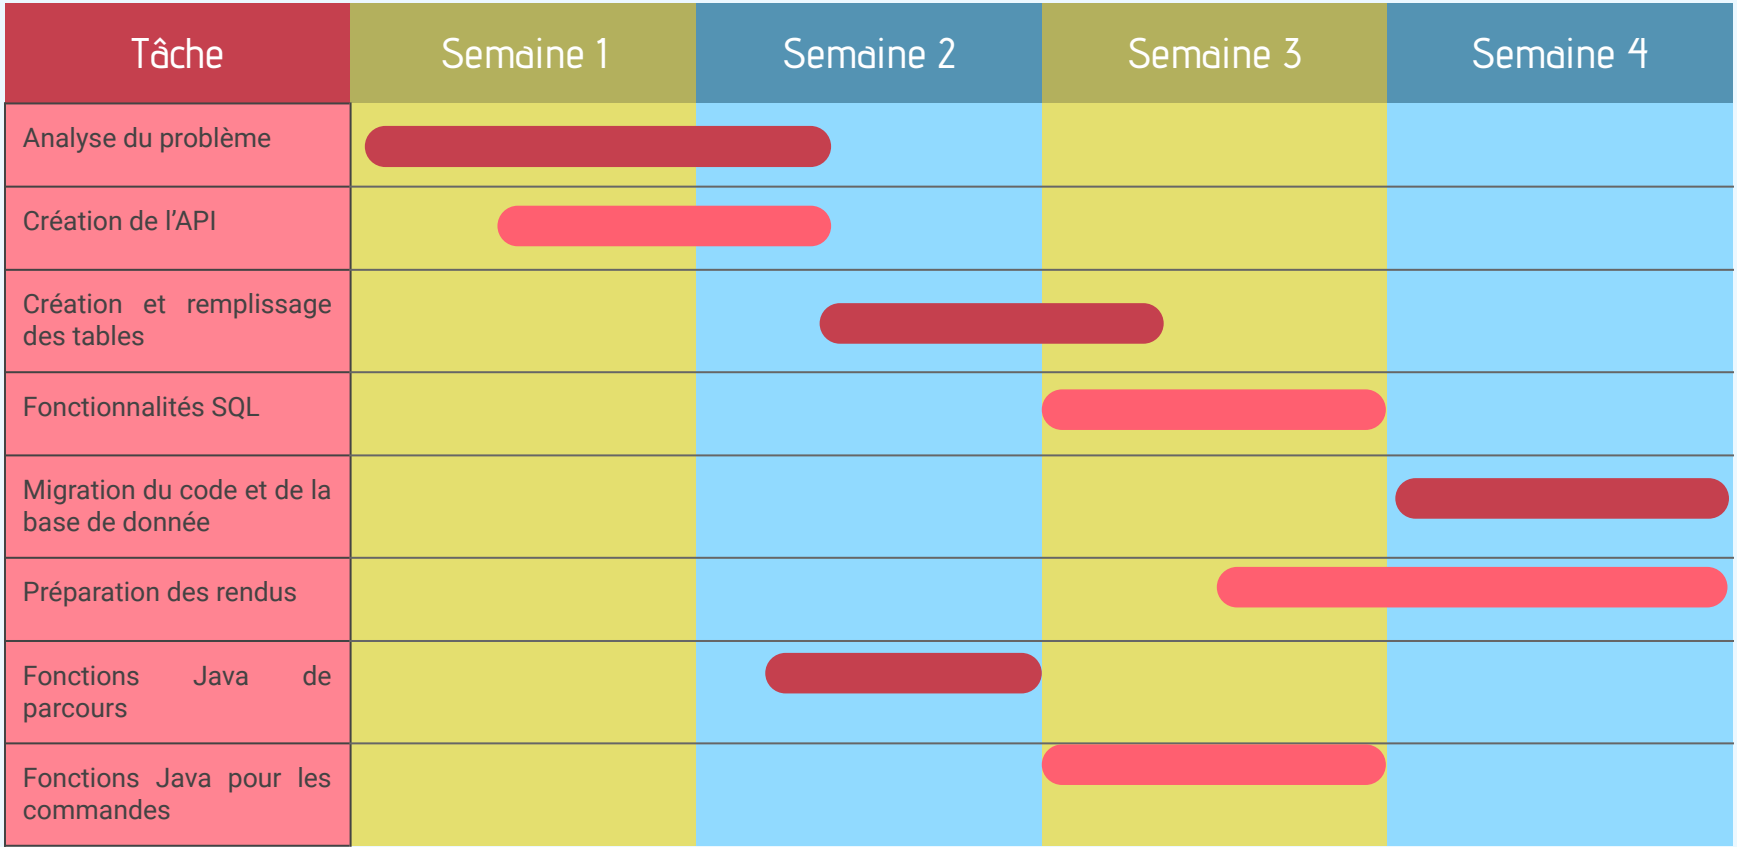 Tâche
Semaine 1
Semaine 2
Semaine 3
Semaine 4
Analyse du problème
Création de l’API
Création et remplissage
des tables
Fonctionnalités SQL
Migration du code et de la
base de donnée
Préparation des rendus
Fonctions Java de
parcours
Fonctions Java pour les
commandes